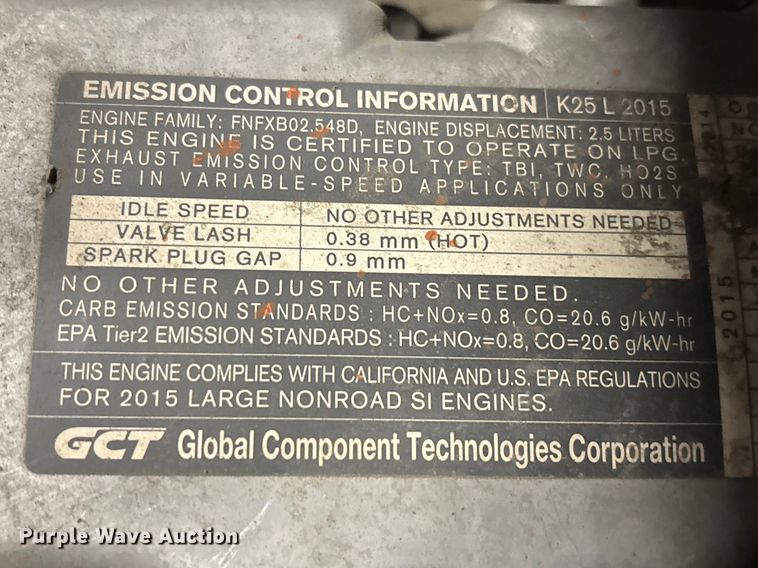 EMISSION CONTROL INFORMATION K25 L 2015
ENGINE FAMILY: FNFXB02.548D, ENGINE DISPLACEMENT: 2.5 LITERS
THIS ENGINE IS CERTIFIED TO OPERATE ON LPG.
EXHAUST EMISSION CONTROL TYPE: TBI, TWC, HO2S
USE IN VARIABLE-SPEED APPLICATIONS ONLY
IDLE SPEED NO OTHER ADJUSTMENTS NEEDED
VALVE LASH 0.38 mm (HOT)
SPARK PLUG GAP 0.9 mm
NO OTHER ADJUSTMENTS NEEDED.
CARB EMISSION STANDARDS : HC+NOx=0.8, CO=20.6 g/kW-hr
EPA Tier2 EMISSION STANDARDS : HC+NOx=0.8, CO=20.6 g/kW-hr
THIS ENGINE COMPLIES WITH CALIFORNIA AND U.S. EPA REGULATIONS
FOR 2015 LARGE NONROAD SI ENGINES.
GCT Global Component Technologies Corporation
2014
2015
Purple Wave Auction